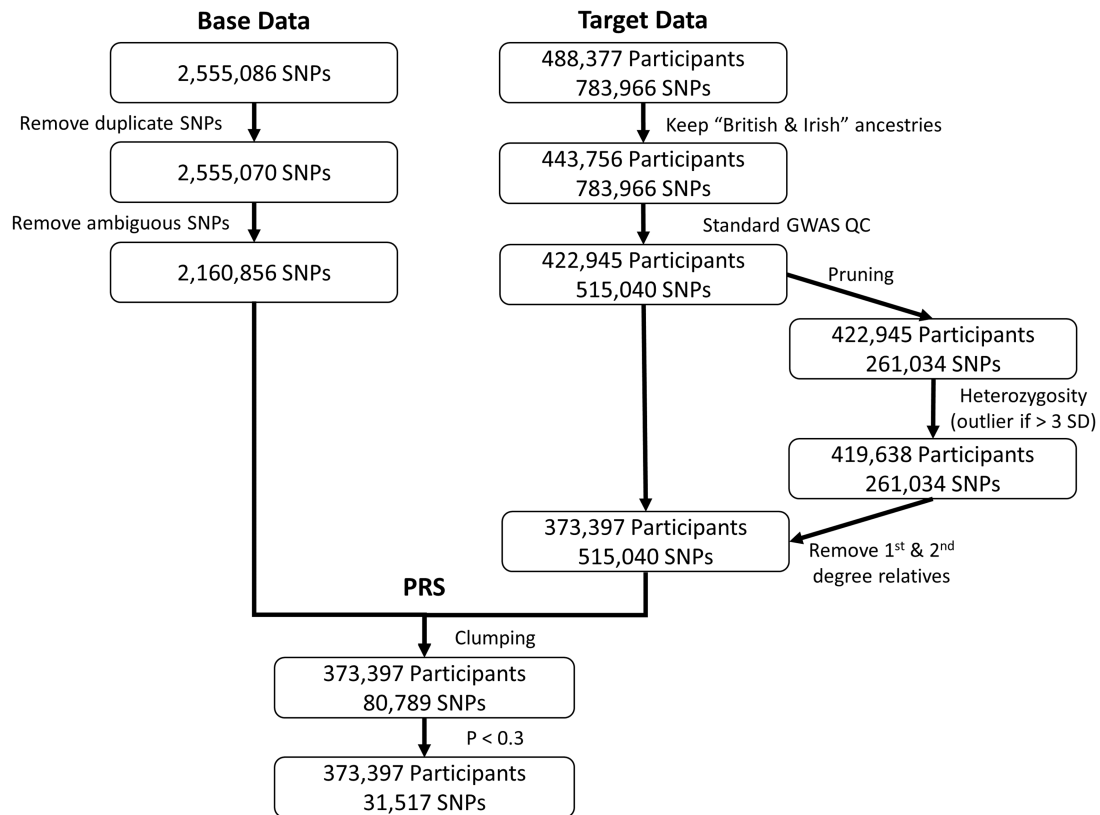 Base Data
2,555,086 SNPs
Remove duplicate SNPs
2,555,070 SNPs
Remove ambiguous SNPs
2,160,856 SNPs
Target Data
488,377 Participants
783,966 SNPs
Keep “British & Irish” ancestries
443,756 Participants
783,966 SNPs
Standard GWAS QC
422,945 Participants
515,040 SNPs
Pruning
422,945 Participants
261,034 SNPs
Heterozygosity
(outlier if > 3 SD)
419,638 Participants
261,034 SNPs
Remove 1st & 2nd
degree relatives
373,397 Participants
515,040 SNPs
PRS
Clumping
373,397 Participants
80,789 SNPs
P < 0.3
373,397 Participants
31,517 SNPs